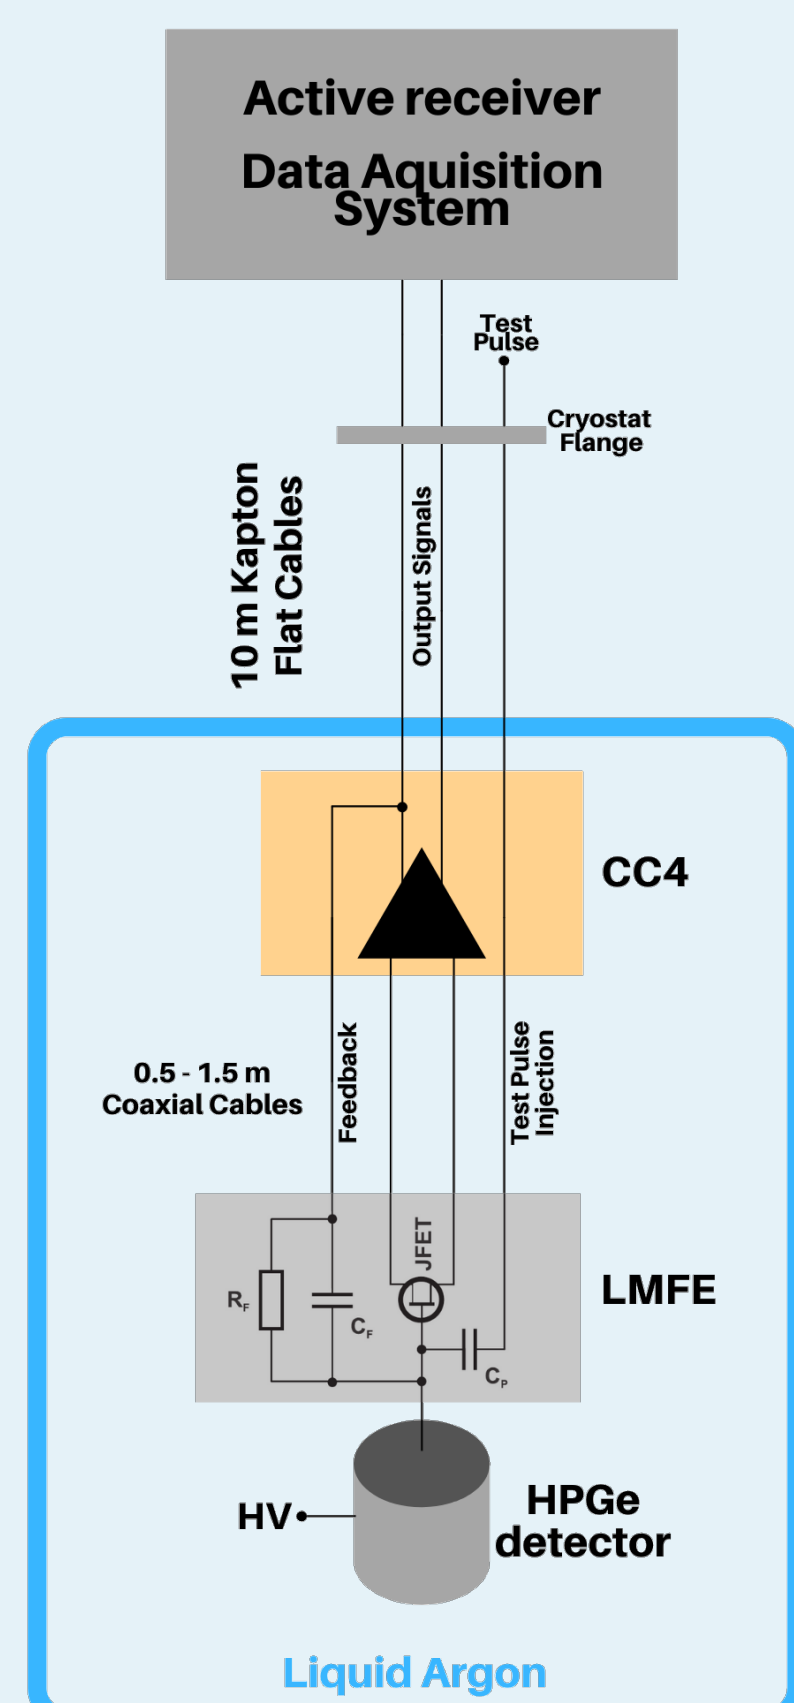 Active receiver
Data Aquisition
System
Test
Pulse
Cryostat
Flange
10 m Kapton
Flat Cables
Output Signals
CC4
0.5 - 1.5 m
Coaxial Cables
Feedback
Test Pulse
Injection
LMFE
JFET
RF
CF
CP
HV
HPGe
detector
Liquid Argon